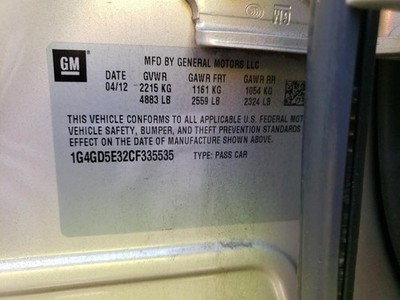 GM
MFD BY GENERAL MOTORS LLC
DATE GVWR GAWR FRT GAWR RR
04/12 2215 KG 1161 KG 1054 KG
4883 LB 2559 LB 2324 LB
THIS VEHICLE CONFORMS TO ALL APPLICABLE U.S. FEDERAL MOT
VEHICLE SAFETY, BUMPER, AND THEFT PREVENTION STANDARDS
EFFECT ON THE DATE OF MANUFACTURE SHOWN ABOVE.
1G4GD5E32CF335535 TYPE: PASS CAR